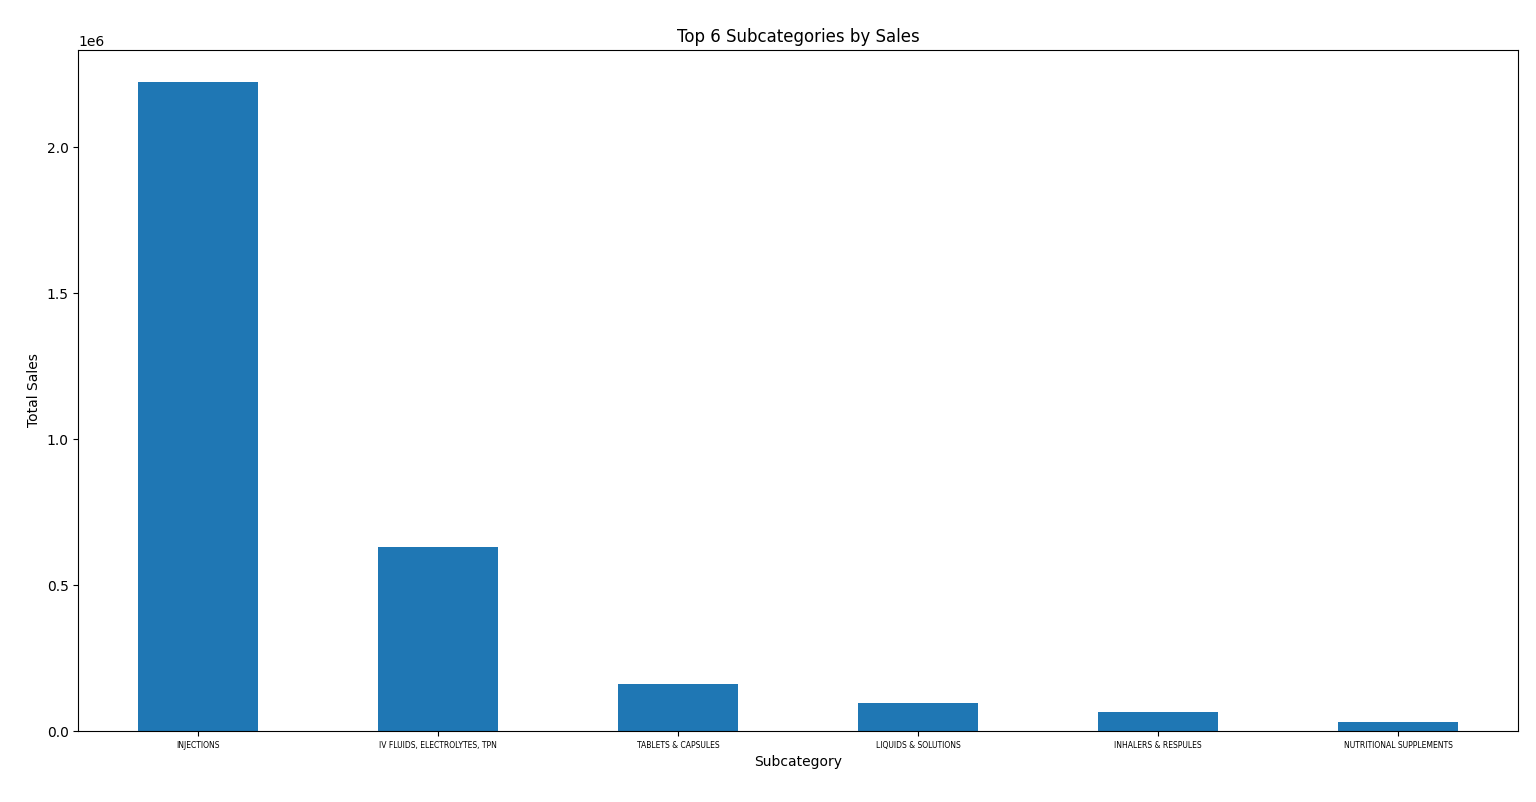 Top 6 Subcategories by Sales
1e6
2.0
1.5
1.0
0.5
0.0
Total Sales
INJECTIONS
IV FLUIDS, ELECTROLYTES, TPN
TABLETS & CAPSULES
LIQUIDS & SOLUTIONS
INHALERS & RESPULES
NUTRITIONAL SUPPLEMENTS
Subcategory